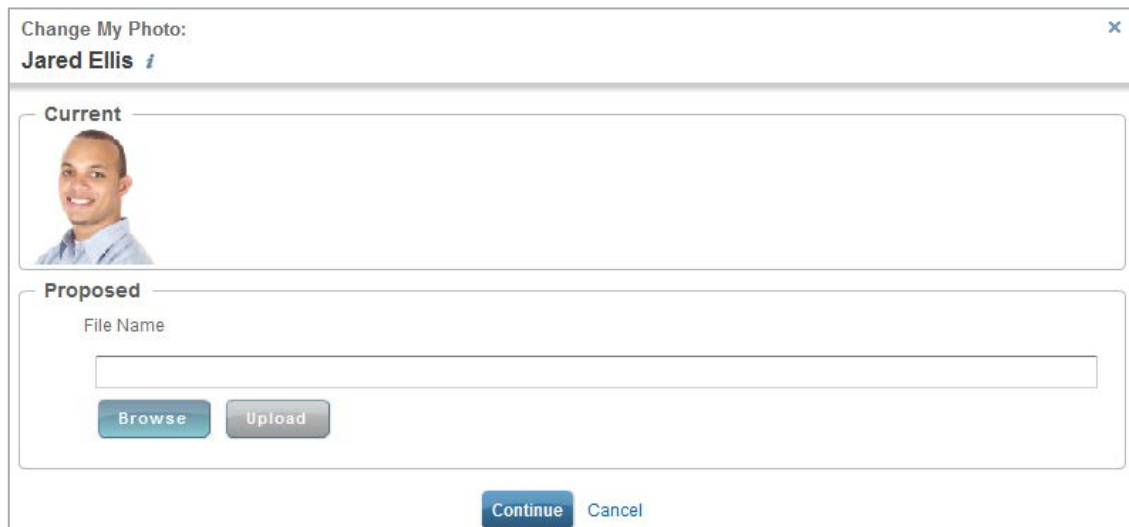 Change My Photo:
Jared Ellis i
Current
Proposed
File Name
Browse Upload
Continue Cancel